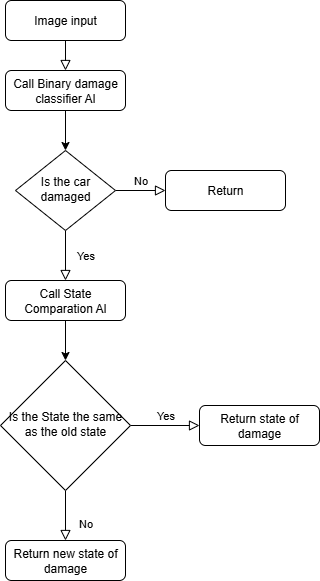 Image input
Call Binary damage
classifier AI
Is the car
damaged
No
Return
Yes
Call State
Comparation AI
Is the State the same
as the old state
Yes
Return state of
damage
No
Return new state of
damage